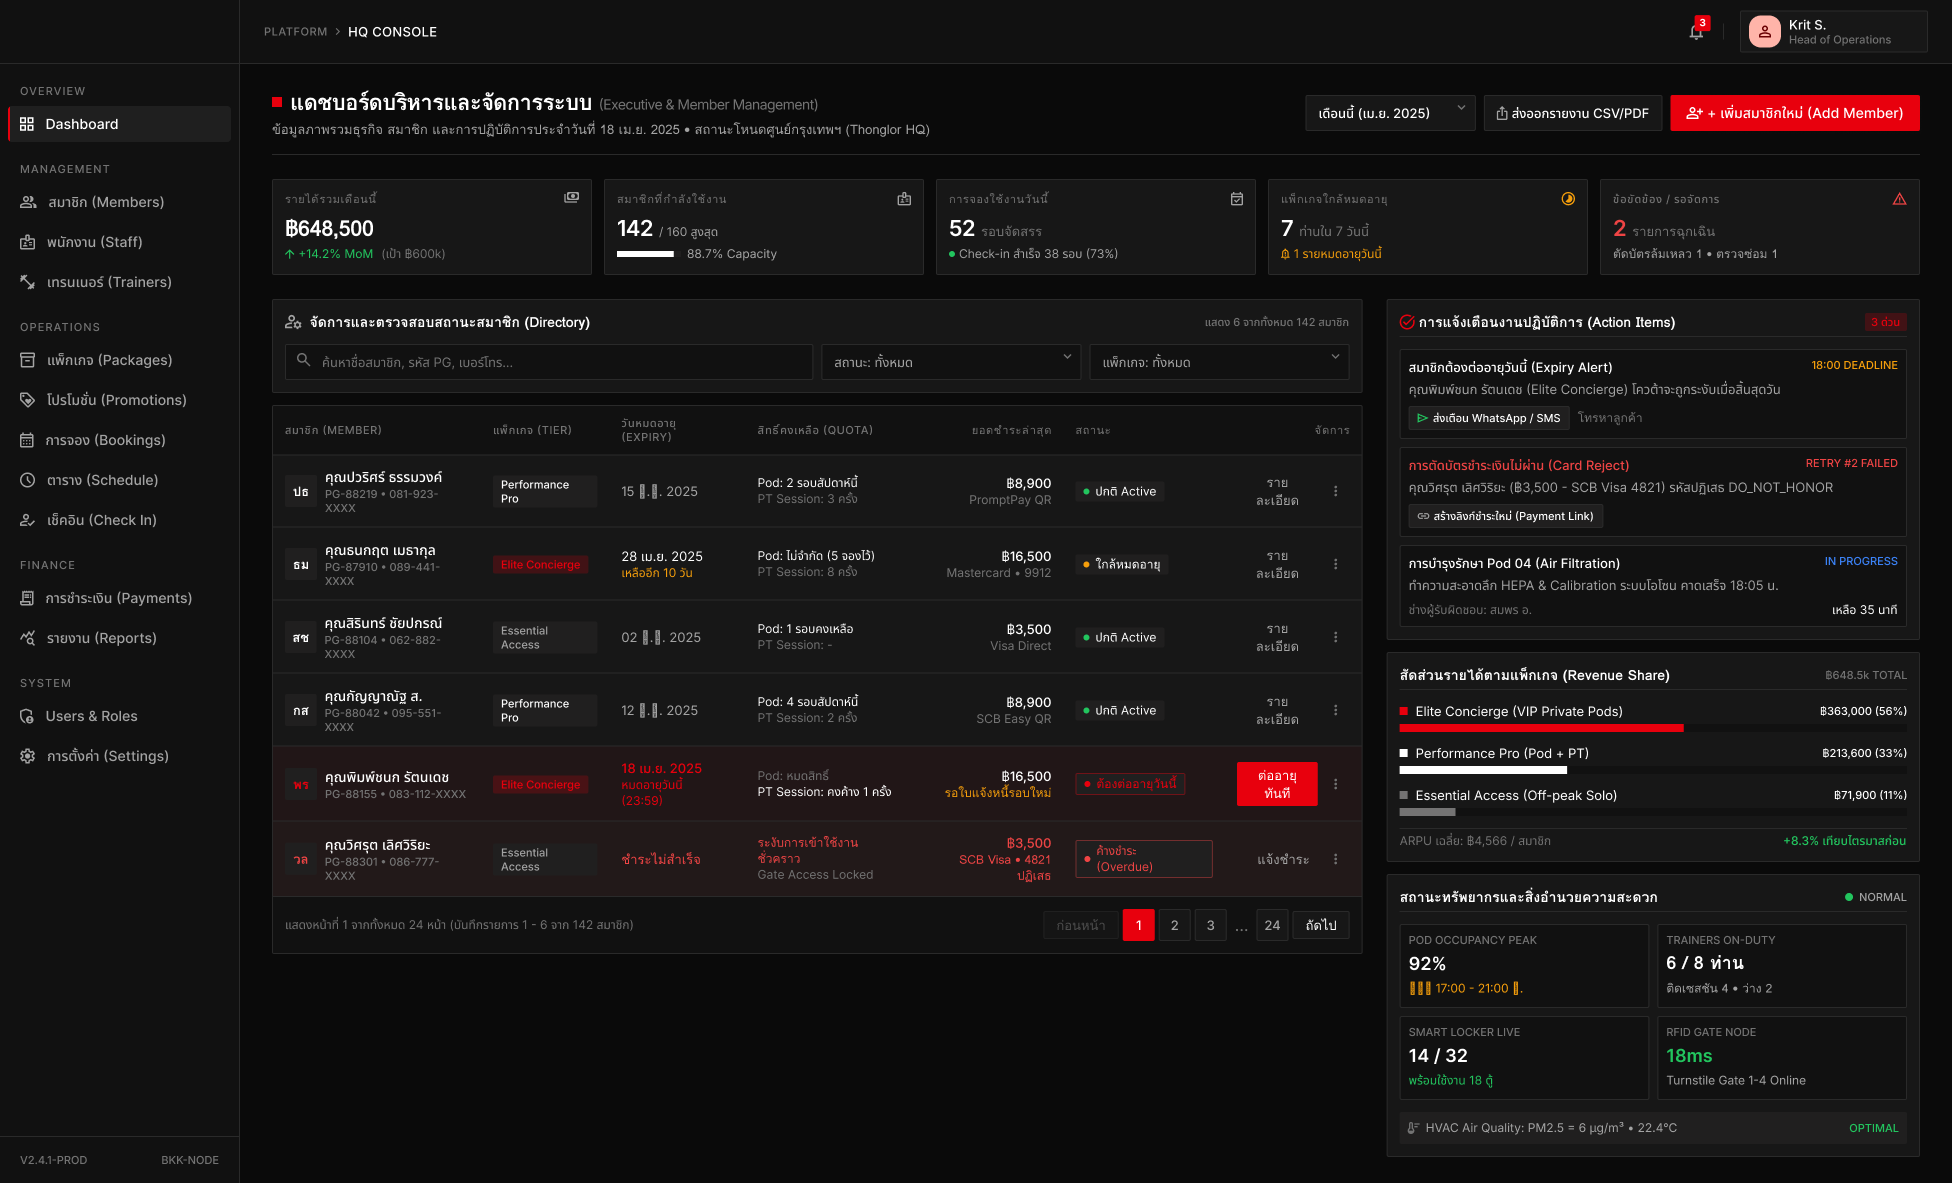 PLATFORM > HQ CONSOLE
3
Krit S.
Head of Operations
OVERVIEW
Dashboard
MANAGEMENT
สมาชิก (Members)
พนักงาน (Staff)
เทรนเนอร์ (Trainers)
OPERATIONS
แพ็กเกจ (Packages)
โปรโมชั่น (Promotions)
การจอง (Bookings)
ตาราง (Schedule)
เช็คอิน (Check In)
FINANCE
การชำระเงิน (Payments)
รายงาน (Reports)
SYSTEM
Users & Roles
การตั้งค่า (Settings)
V2.4.1-PROD BKK-NODE
แดชบอร์ดบริหารและจัดการระบบ (Executive & Member Management)
ข้อมูลภาพรวมธุรกิจ สมาชิก และการปฏิบัติการประจำวันที่ 18 เม.ย. 2025 • สถานะโหนดศูนย์กรุงเทพฯ (Thonglor HQ)
เดือนนี้ (เม.ย. 2025)
ส่งออกรายงาน CSV/PDF
+ เพิ่มสมาชิกใหม่ (Add Member)
รายได้รวมเดือนนี้
฿648,500
+14.2% MoM (เป้า ฿600k)
สมาชิกที่กำลังใช้งาน
142 / 160 สูงสุด
88.7% Capacity
การจองใช้งานวันนี้
52 รอบจัดสรร
Check-in สำเร็จ 38 รอบ (73%)
แพ็กเกจใกล้หมดอายุ
7 ท่านใน 7 วันนี้
1 รายหมดอายุวันนี้
ข้อขัดข้อง / รอจัดการ
2 รายการฉุกเฉิน
ตัดบัตรล้มเหลว 1 • ตรวจซ่อม 1
จัดการและตรวจสอบสถานะสมาชิก (Directory)
แสดง 6 จากทั้งหมด 142 สมาชิก
ค้นหาชื่อสมาชิก, รหัส PG, เบอร์โทร...
สถานะ: ทั้งหมด
แพ็กเกจ: ทั้งหมด
สมาชิก (MEMBER) แพ็กเกจ (TIER) วันหมดอายุ (EXPIRY) สิทธิ์คงเหลือ (QUOTA) ยอดชำระล่าสุด สถานะ จัดการ
ปธ
คุณปวริศร์ ธรรมวงค์
PG-88219 • 081-923-
XXXX
Performance
Pro
15 .. 2025
Pod: 2 รอบสัปดาห์นี้
PT Session: 3 ครั้ง
฿8,900
PromptPay QR
ปกติ Active
ราย
ละเอียด
ธม
คุณธนกฤต เมธากุล
PG-87910 • 089-441-
XXXX
Elite Concierge
28 เม.ย. 2025
เหลืออีก 10 วัน
Pod: ไม่จำกัด (5 จองไว้)
PT Session: 8 ครั้ง
฿16,500
Mastercard • 9912
ใกล้หมดอายุ
ราย
ละเอียด
สช
คุณสิรินทร์ ชัยปกรณ์
PG-88104 • 062-882-
XXXX
Essential
Access
02 .. 2025
Pod: 1 รอบคงเหลือ
PT Session: -
฿3,500
Visa Direct
ปกติ Active
ราย
ละเอียด
กส
คุณกัญญาณัฐ ส.
PG-88042 • 095-551-
XXXX
Performance
Pro
12 .. 2025
Pod: 4 รอบสัปดาห์นี้
PT Session: 2 ครั้ง
฿8,900
SCB Easy QR
ปกติ Active
ราย
ละเอียด
พร
คุณพิมพ์ชนก รัตนเดช
PG-88155 • 083-112-XXXX
Elite Concierge
18 เม.ย. 2025
หมดอายุวันนี้
(23:59)
Pod: หมดสิทธิ์
PT Session: คงค้าง 1 ครั้ง
฿16,500
รอใบแจ้งหนี้รอบใหม่
ต้องต่ออายุวันนี้
ต่ออายุ
ทันที
วล
คุณวิศรุต เลิศวิริยะ
PG-88301 • 086-777-
XXXX
Essential
Access
ชำระไม่สำเร็จ
ระงับการเข้าใช้งาน
ชั่วคราว
Gate Access Locked
฿3,500
SCB Visa • 4821
ปฏิเสธ
ค้างชำระ
(Overdue)
แจ้งชำระ
แสดงหน้าที่ 1 จากทั้งหมด 24 หน้า (บันทึกรายการ 1 - 6 จาก 142 สมาชิก)
ก่อนหน้า 1 2 3 ... 24 ถัดไป
การแจ้งเตือนงานปฏิบัติการ (Action Items)
3 ด่วน
สมาชิกต้องต่ออายุวันนี้ (Expiry Alert)
18:00 DEADLINE
คุณพิมพ์ชนก รัตนเดช (Elite Concierge) โควต้าจะถูกระงับเมื่อสิ้นสุดวัน
ส่งเตือน WhatsApp / SMS
โทรหาลูกค้า
การตัดบัตรชำระเงินไม่ผ่าน (Card Reject)
RETRY #2 FAILED
คุณวิศรุต เลิศวิริยะ (฿3,500 - SCB Visa 4821) รหัสปฏิเสธ DO_NOT_HONOR
สร้างลิงก์ชำระใหม่ (Payment Link)
การบำรุงรักษา Pod 04 (Air Filtration)
IN PROGRESS
ทำความสะอาดลึก HEPA & Calibration ระบบโอโซน คาดเสร็จ 18:05 น.
ช่างผู้รับผิดชอบ: สมพร อ.
เหลือ 35 นาที
สัดส่วนรายได้ตามแพ็กเกจ (Revenue Share)
฿648.5k TOTAL
Elite Concierge (VIP Private Pods)
฿363,000 (56%)
Performance Pro (Pod + PT)
฿213,600 (33%)
Essential Access (Off-peak Solo)
฿71,900 (11%)
ARPU เฉลี่ย: ฿4,566 / สมาชิก
+8.3% เทียบไตรมาสก่อน
สถานะทรัพยากรและสิ่งอำนวยความสะดวก
NORMAL
POD OCCUPANCY PEAK
92%
17:00 - 21:00 .
TRAINERS ON-DUTY
6 / 8 ท่าน
ติดเซสชัน 4 • ว่าง 2
SMART LOCKER LIVE
14 / 32
พร้อมใช้งาน 18 ตู้
RFID GATE NODE
18ms
Turnstile Gate 1-4 Online
HVAC Air Quality: PM2.5 = 6 µg/m³ • 22.4°C
OPTIMAL